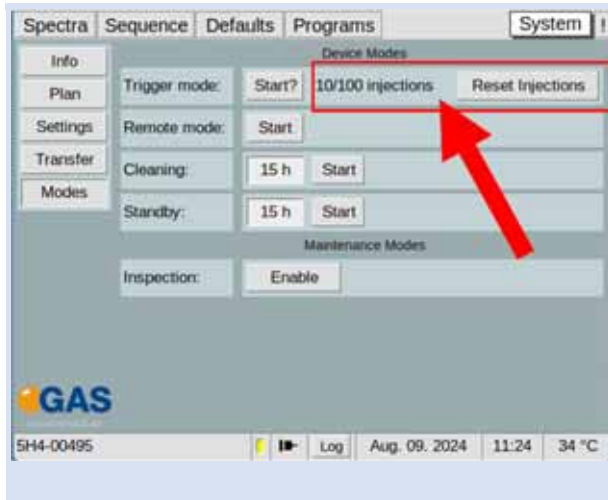 Spectra Sequence Defaults Programs System !
Info
Plan
Settings
Transfer
Modes
Device Modes
Trigger mode: Start? 10/100 injections Reset Injections
Remote mode: Start
Cleaning: 15 h Start
Standby: 15 h Start
Maintenance Modes
Inspection: Enable
GAS
5H4-00495 Log Aug. 09. 2024 11:24 34 °C